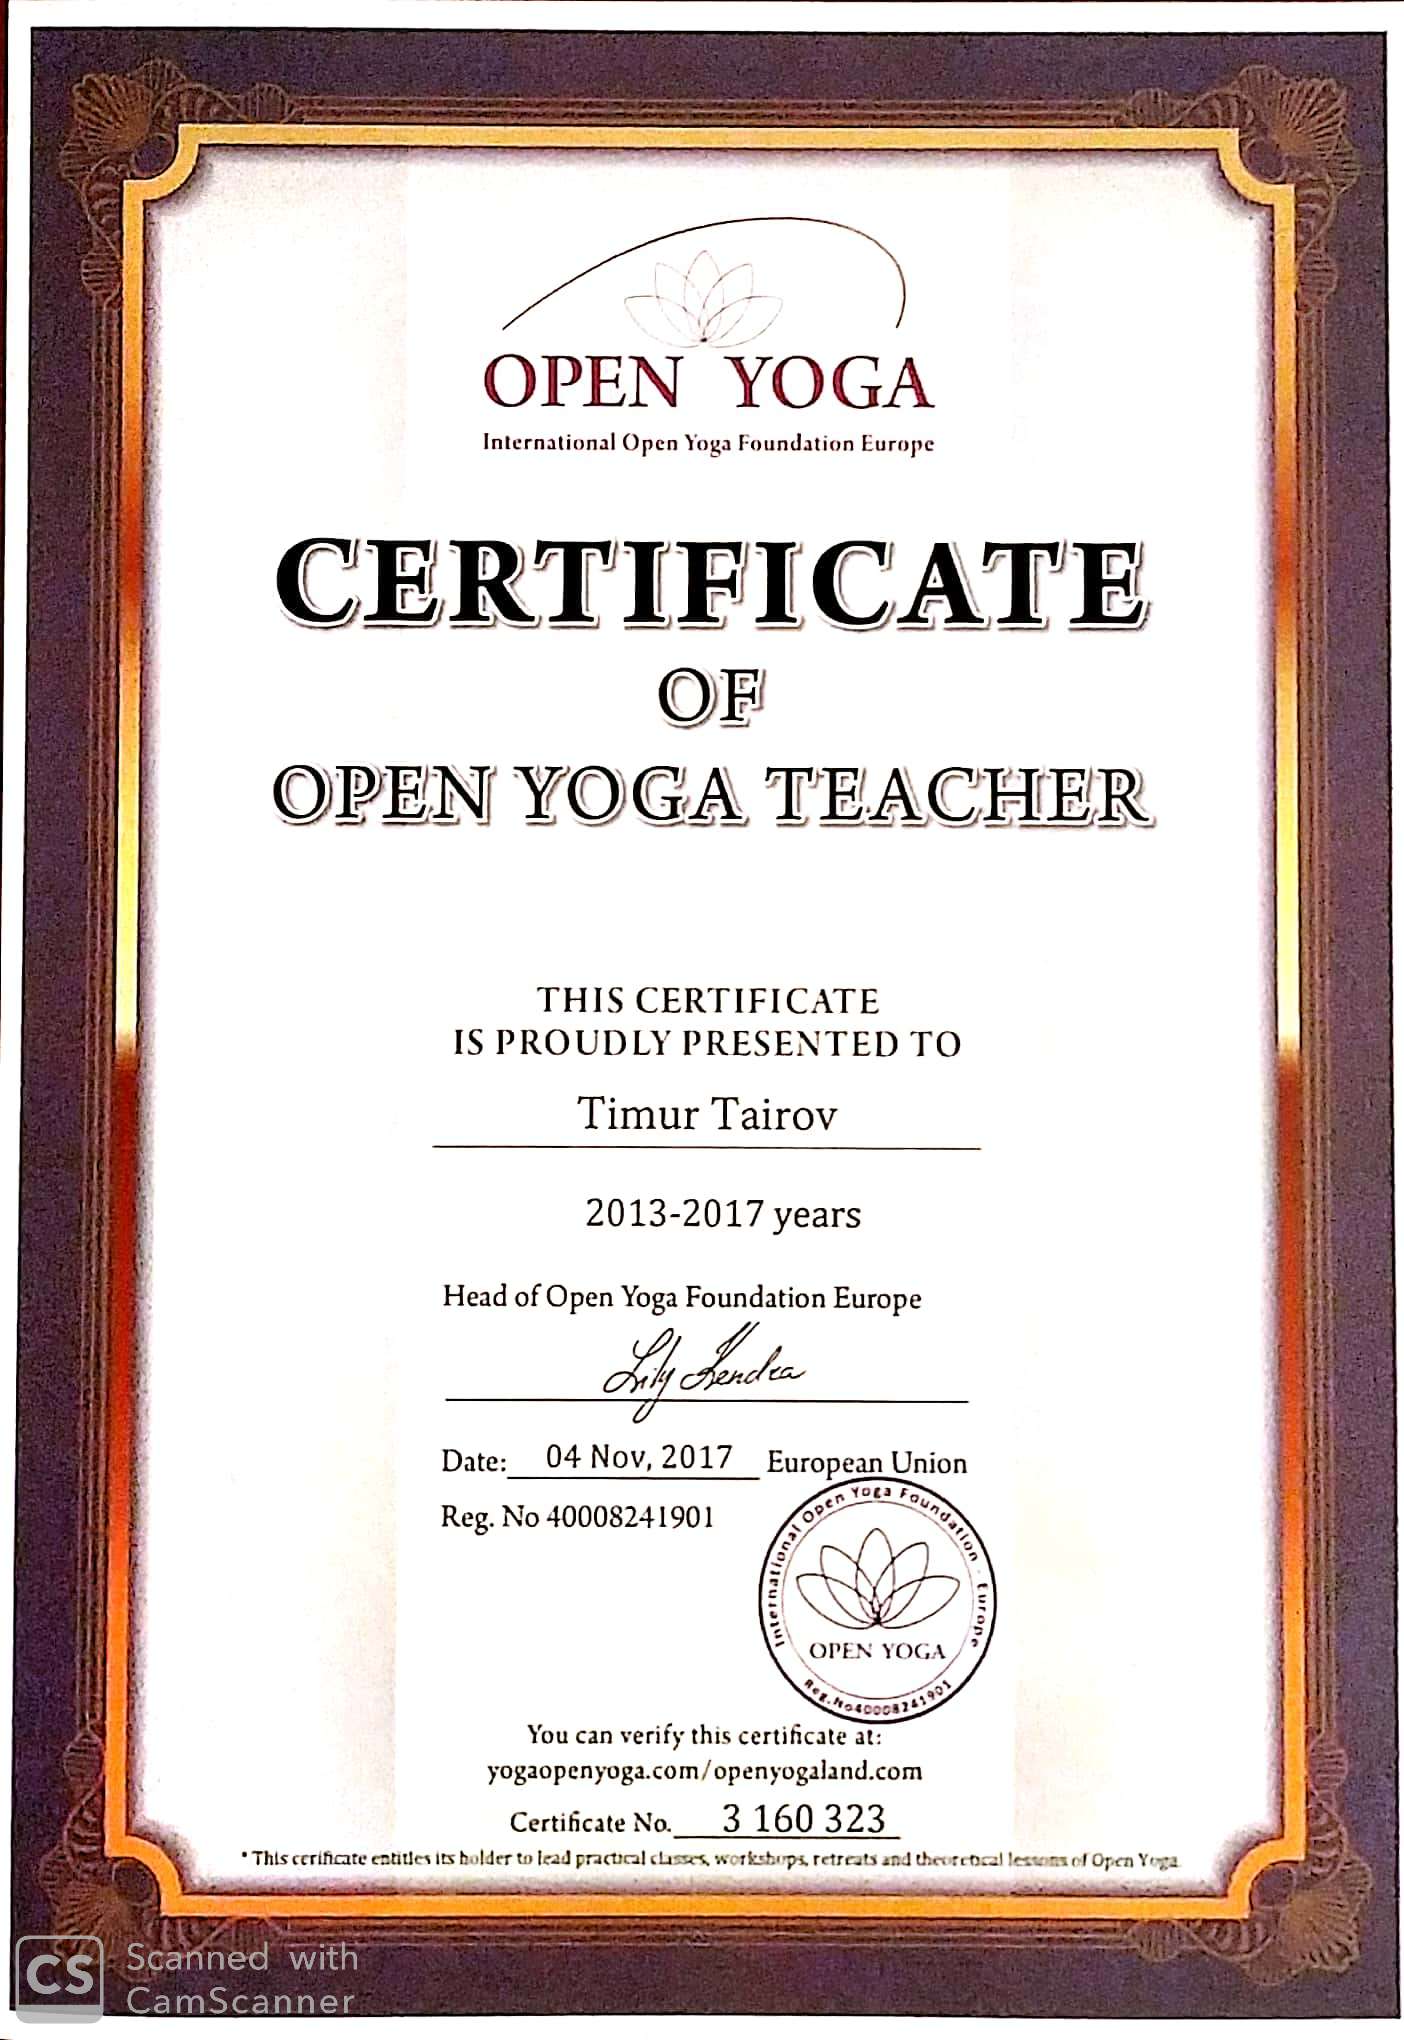 OPEN YOGA
International Open Yoga Foundation Europe
CERTIFICATE
OF
OPEN YOGA TEACHER
THIS CERTIFICATE
IS PROUDLY PRESENTED TO
Timur Tairov
2013-2017 years
Head of Open Yoga Foundation Europe
Lily Kendra
Date: 04 Nov, 2017 European Union
Reg. No 40008241901
International Open Yoga Foundation - Europe
OPEN YOGA
Reg.No40008241901
You can verify this certificate at:
yogaopenyoga.com/openyogaland.com
Certificate No. 3 160 323
* This cerificate entitles its holder to lead practical classes, workshops, retreats and theoretical lessons of Open Yoga.
CS Scanned with
CamScanner